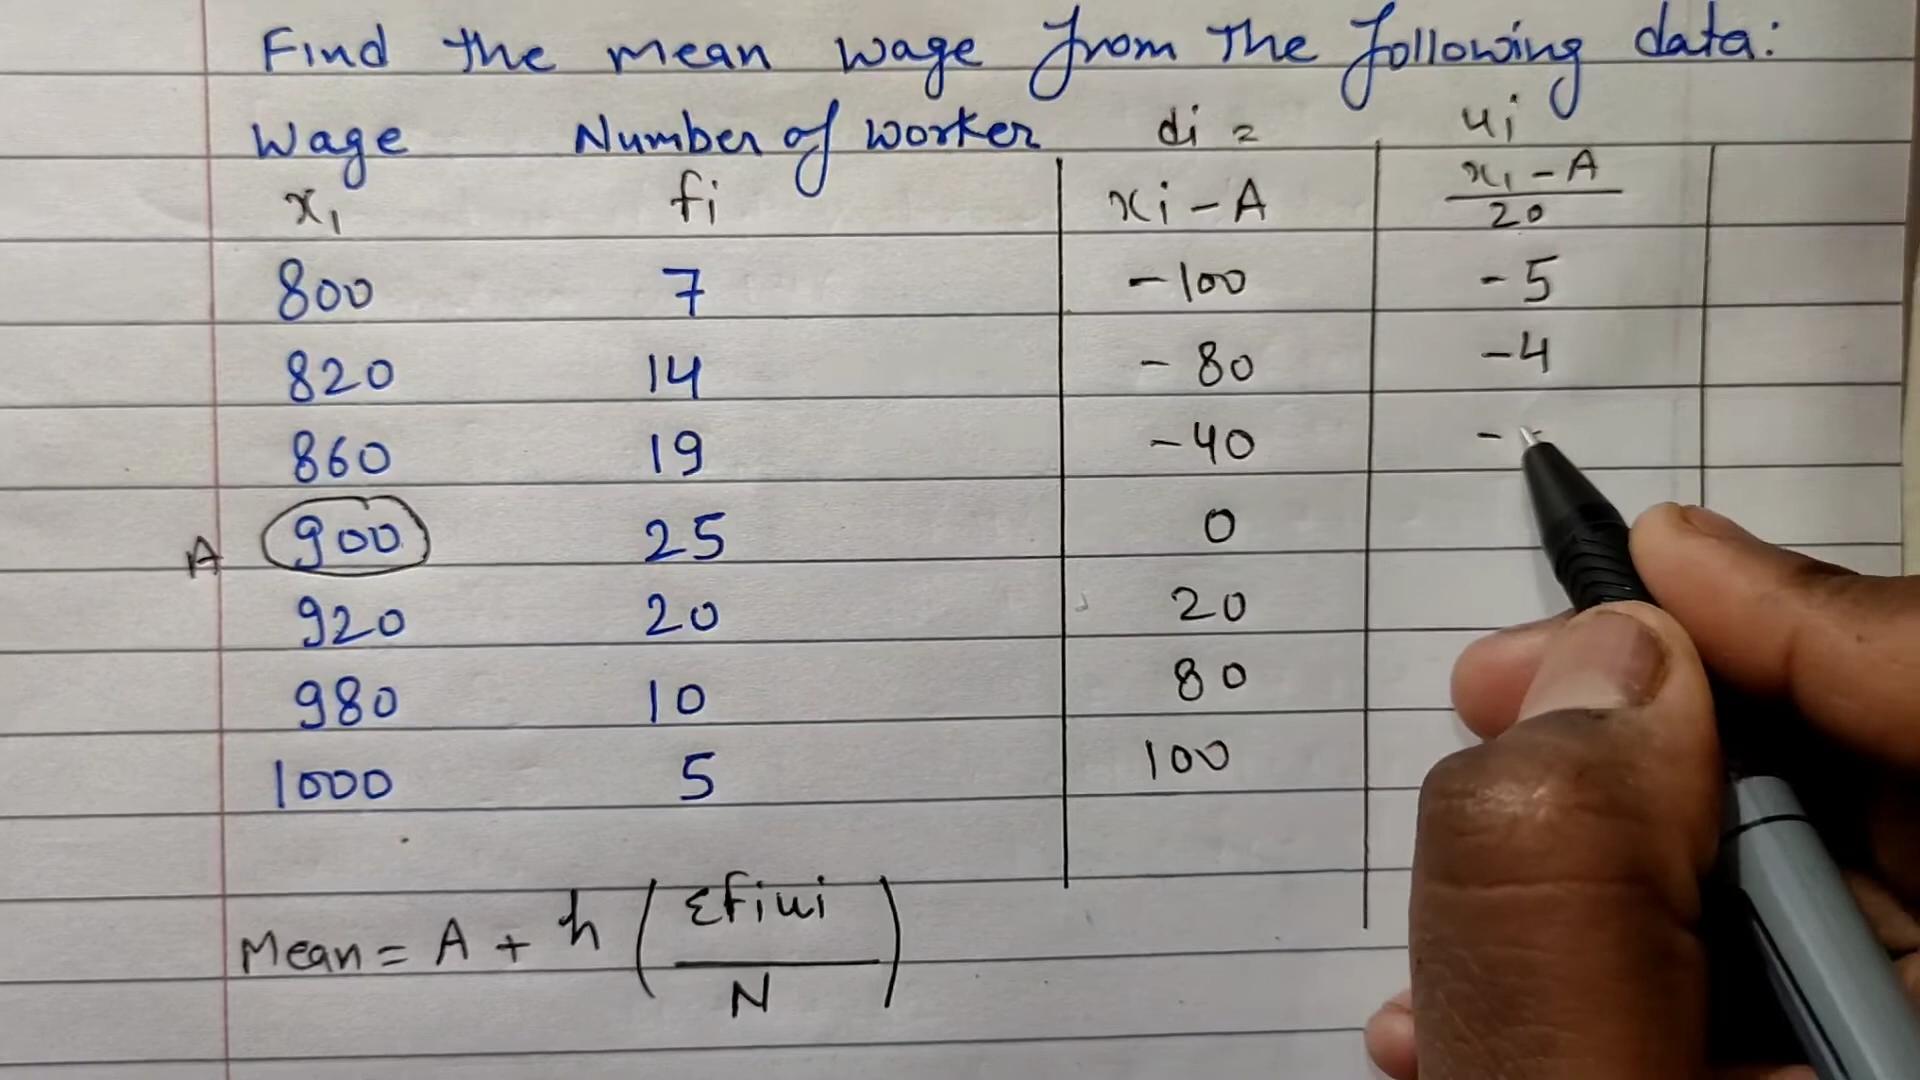 Find the mean wage from the following data:
Wage Number of worker di = ui
x1 fi xi - A x1 - A / 20
800 7 -100 -5
820 14 - 80 -4
860 19 -40 -
A 900 25 0
920 20 20
980 10 80
1000 5 100
Mean = A + h ( Σfiui / N )